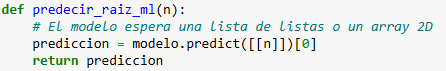 def predecir_raiz_ml(n):
    # El modelo espera una lista de listas o un array 2D
    prediccion = modelo.predict([[n]])[0]
    return prediccion